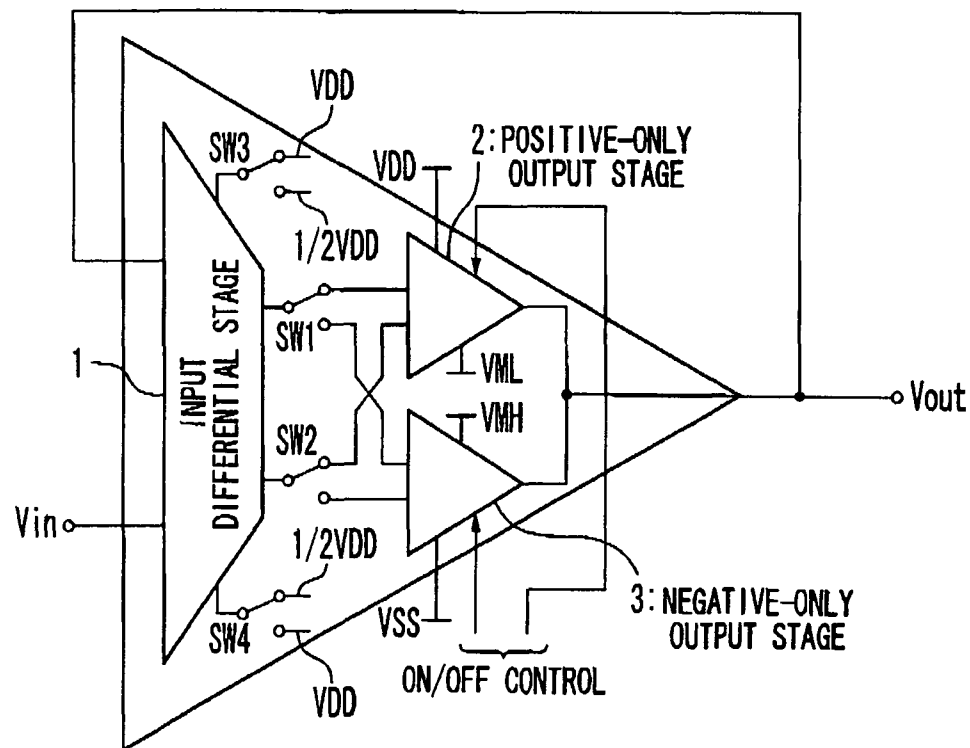 VDD
SW3
2:POSITIVE-ONLY
OUTPUT STAGE
VDD
1/2VDD
SW1
1
INPUT
DIFFERENTIAL STAGE
VML
VMH
Vout
SW2
Vin
1/2VDD
SW4
VSS
3:NEGATIVE-ONLY
OUTPUT STAGE
VDD
ON/OFF CONTROL